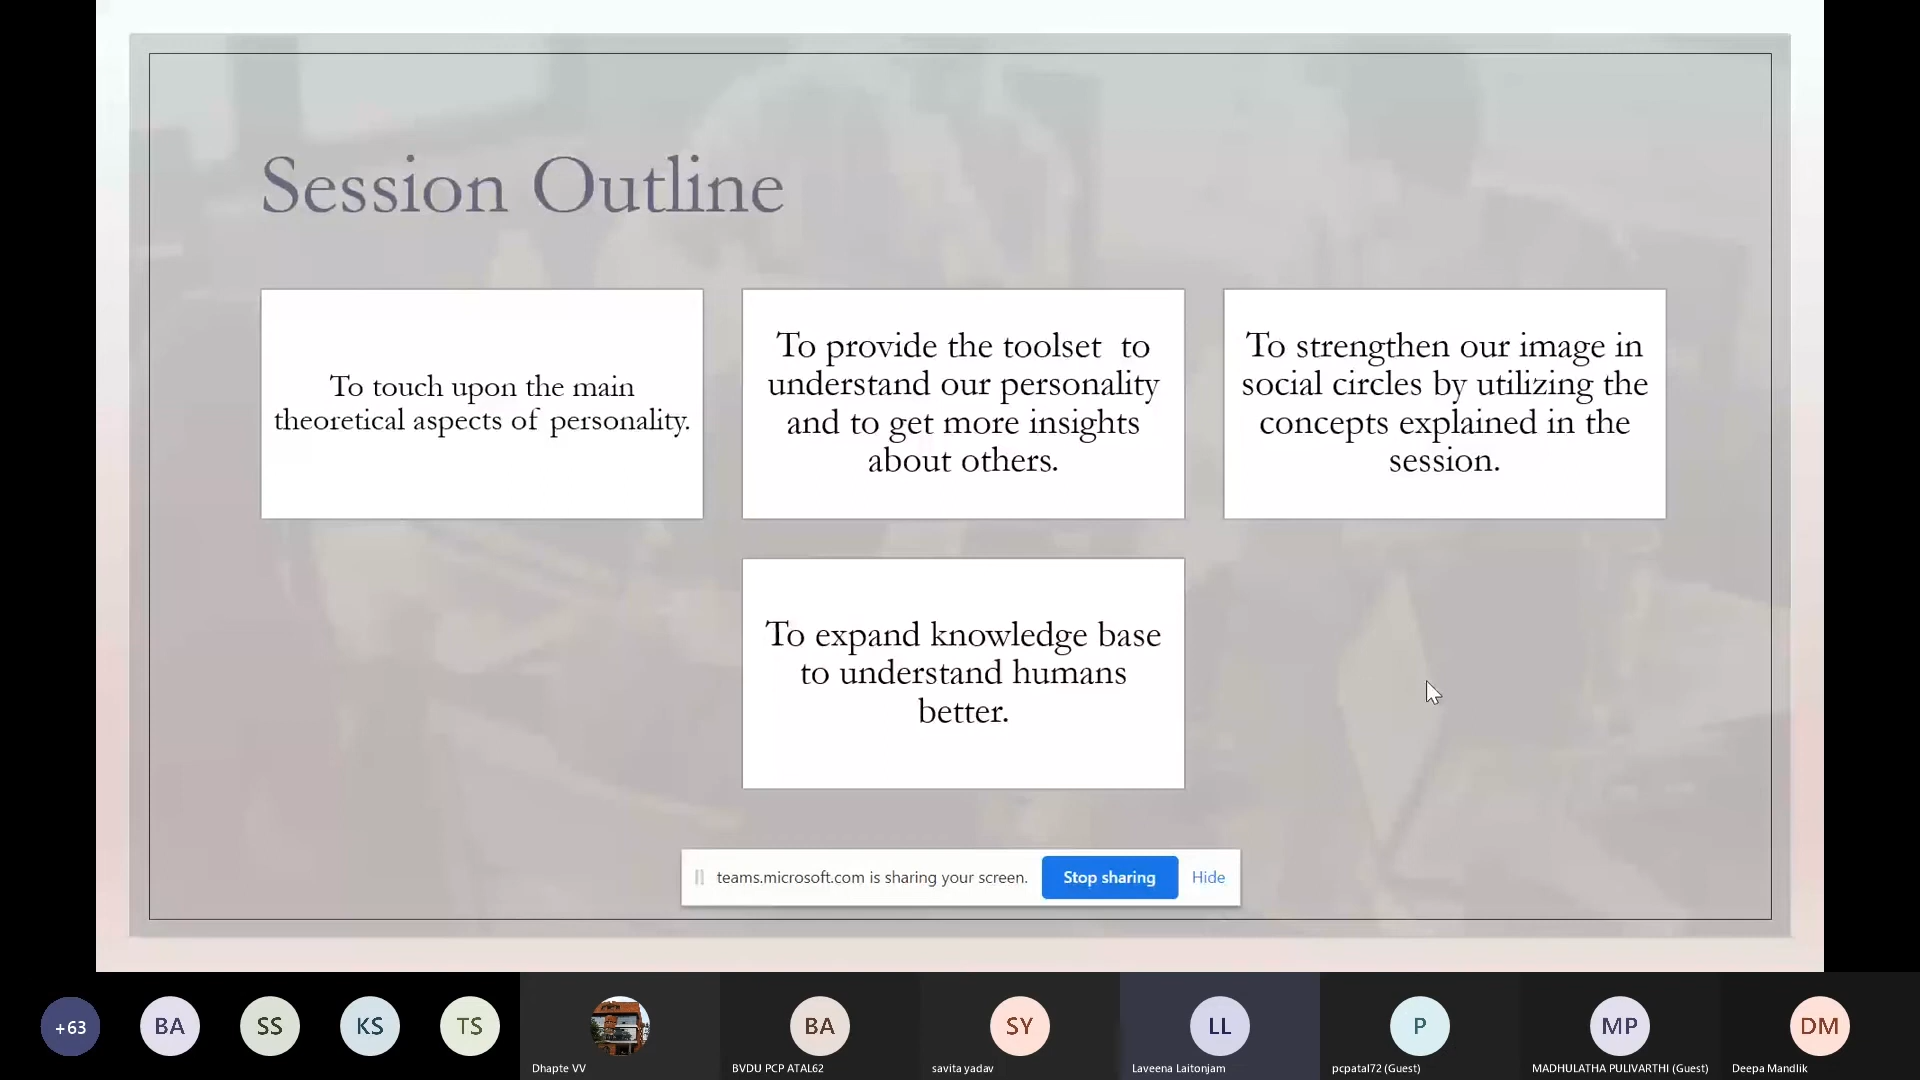 Session Outline
To touch upon the main
theoretical aspects of personality.
To provide the toolset to
understand our personality
and to get more insights
about others.
To strengthen our image in
social circles by utilizing the
concepts explained in the
session.
To expand knowledge base
to understand humans
better.
teams.microsoft.com is sharing your screen.
Stop sharing
Hide
+63
BA
SS
KS
TS
Dhapte VV
BA
BVDU PCP ATAL62
SY
savita yadav
LL
Laveena Laitonjam
P
pcpatal72 (Guest)
MP
MADHULATHA PULIVARTHI (Guest)
DM
Deepa Mandlik